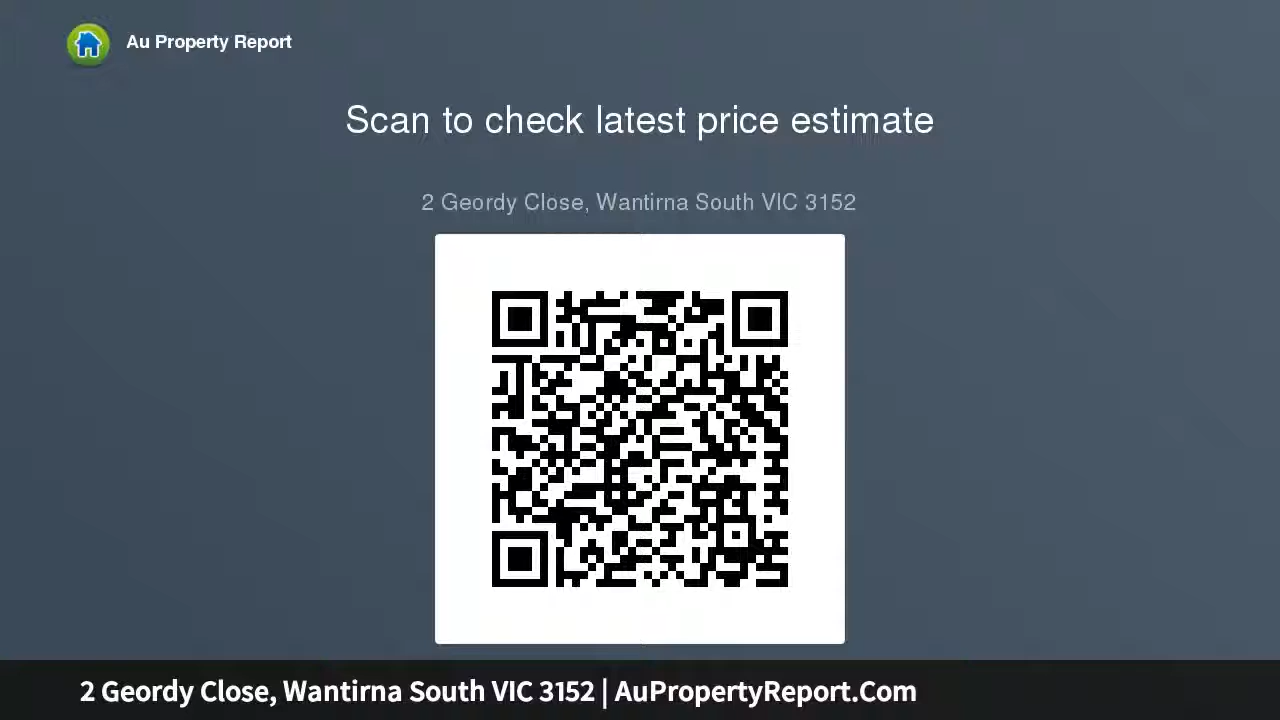 Au Property Report
Scan to check latest price estimate
2 Geordy Close, Wantirna South VIC 3152
2 Geordy Close, Wantirna South VIC 3152 | AuPropertyReport.Com